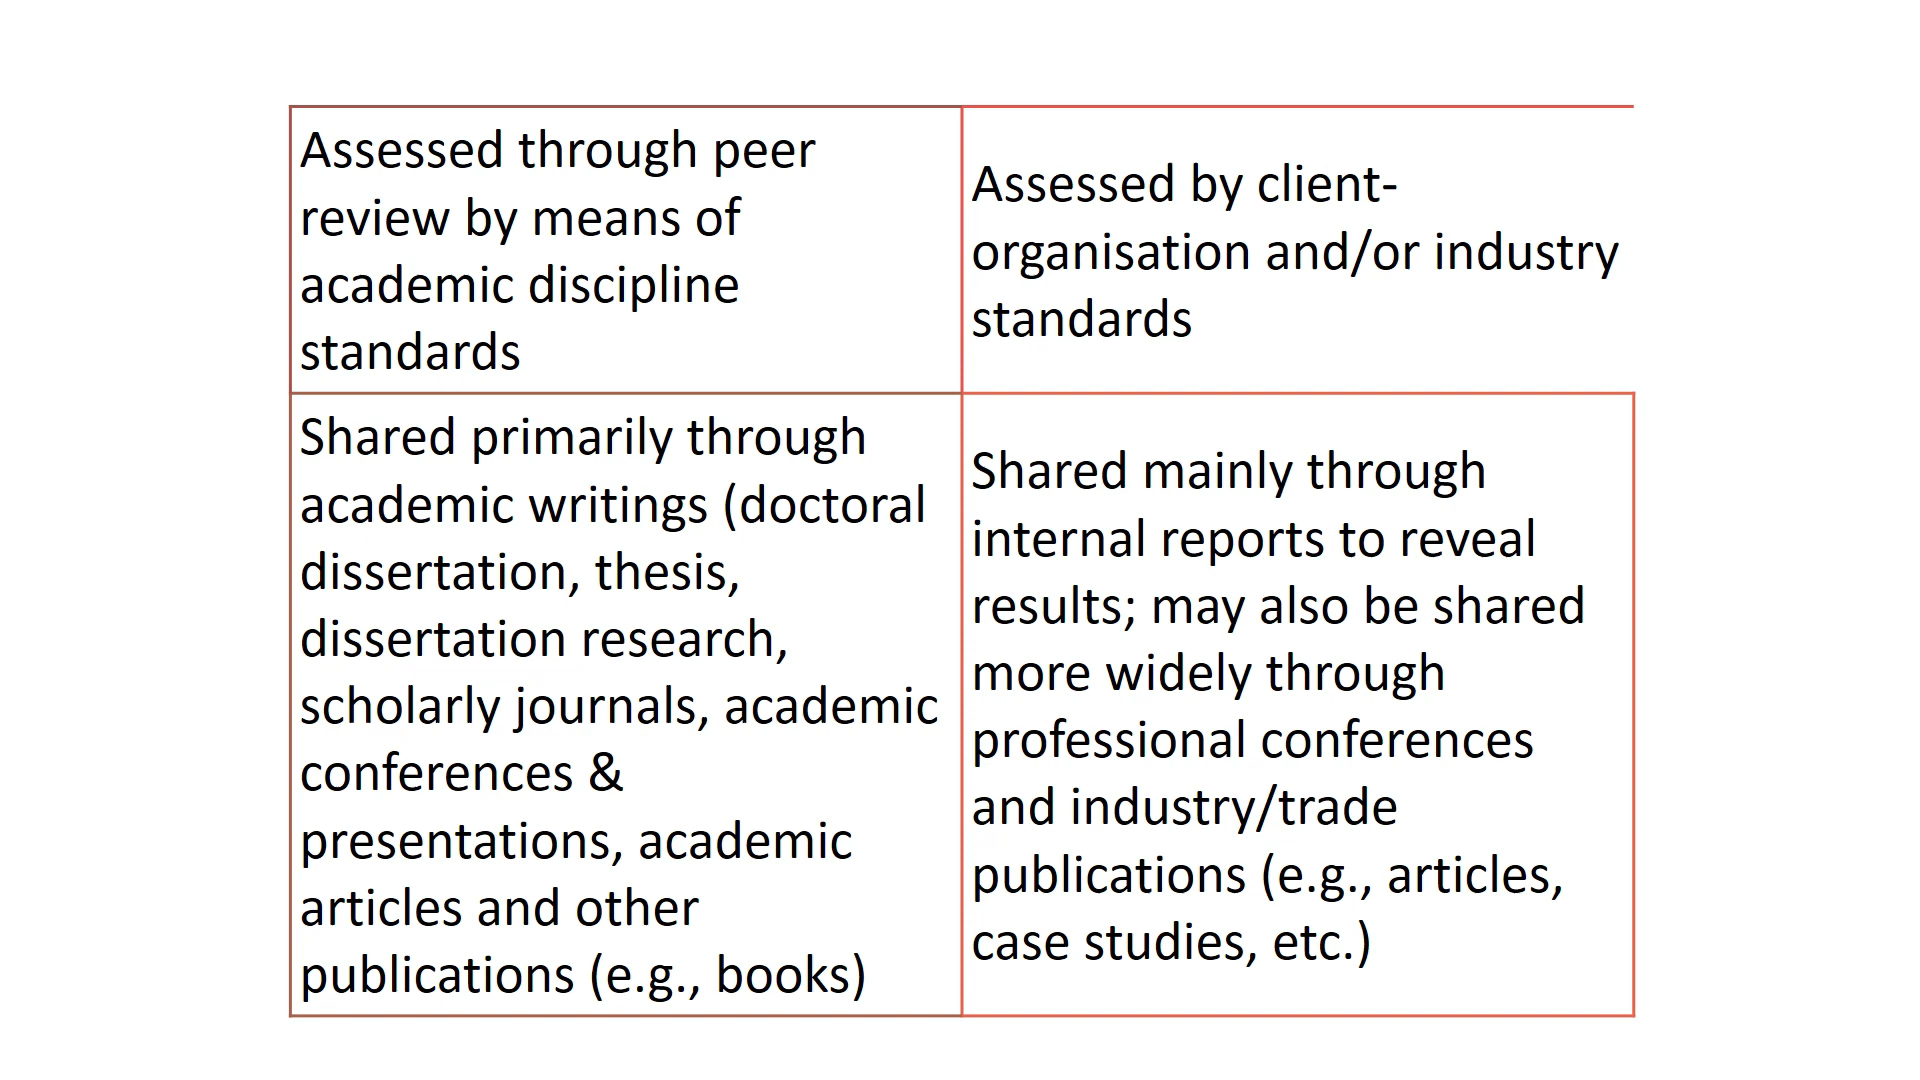 Assessed through peer
review by means of
academic discipline
standards
Assessed by client-
organisation and/or industry
standards
Shared primarily through
academic writings (doctoral
dissertation, thesis,
dissertation research,
scholarly journals, academic
conferences &
presentations, academic
articles and other
publications (e.g., books)
Shared mainly through
internal reports to reveal
results; may also be shared
more widely through
professional conferences
and industry/trade
publications (e.g., articles,
case studies, etc.)